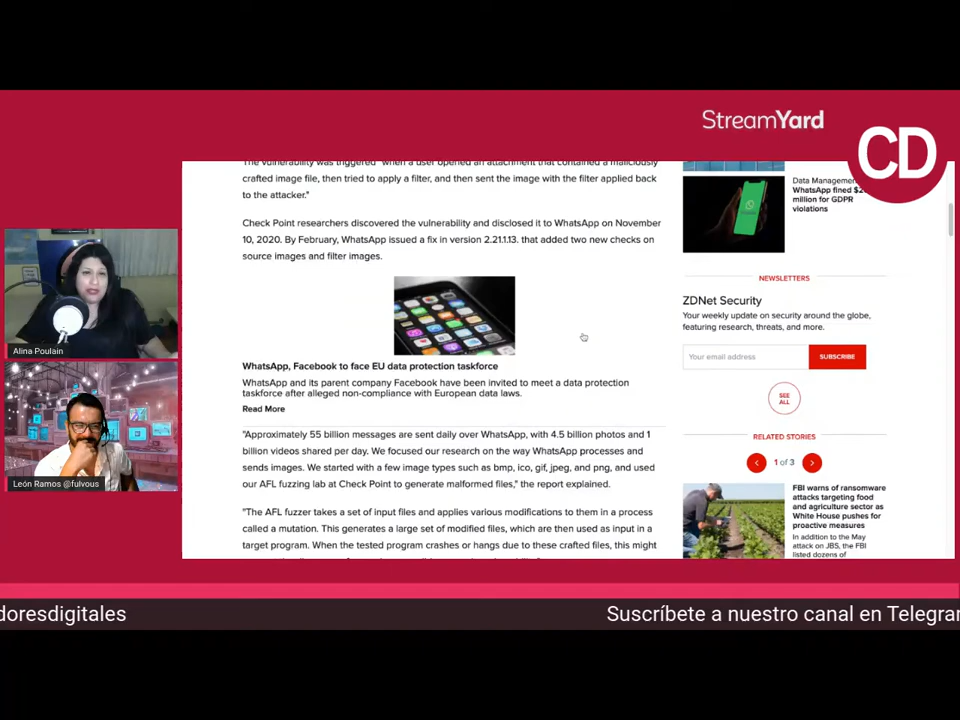 StreamYard
CD
The vulnerability was triggered "when a user opened an attachment that contained a maliciously
crafted image file, then tried to apply a filter, and then sent the image with the filter applied back
to the attacker."
Check Point researchers discovered the vulnerability and disclosed it to WhatsApp on November
10, 2020. By February, WhatsApp issued a fix in version 2.21.1.13. that added two new checks on
source images and filter images.
WhatsApp, Facebook to face EU data protection taskforce
WhatsApp and its parent company Facebook have been invited to meet a data protection
taskforce after alleged non-compliance with European data laws.
Read More
"Approximately 55 billion messages are sent daily over WhatsApp, with 4.5 billion photos and 1
billion videos shared per day. We focused our research on the way WhatsApp processes and
sends images. We started with a few image types such as bmp, ico, gif, jpeg, and png, and used
our AFL fuzzing lab at Check Point to generate malformed files," the report explained.
"The AFL fuzzer takes a set of input files and applies various modifications to them in a process
called a mutation. This generates a large set of modified files, which are then used as input in a
target program. When the tested program crashes or hangs due to these crafted files, this might
Data Managemen
WhatsApp fined $2
million for GDPR
violations
NEWSLETTERS
ZDNet Security
Your weekly update on security around the globe,
featuring research, threats, and more.
Your email address
SUBSCRIBE
SEE
ALL
RELATED STORIES
1 of 3
FBI warns of ransomware
attacks targeting food
and agriculture sector as
White House pushes for
proactive measures
In addition to the May
attack on JBS, the FBI
listed dozens of
Alina Poulain
León Ramos @fulvous
doresdigitales
Suscríbete a nuestro canal en Telegra